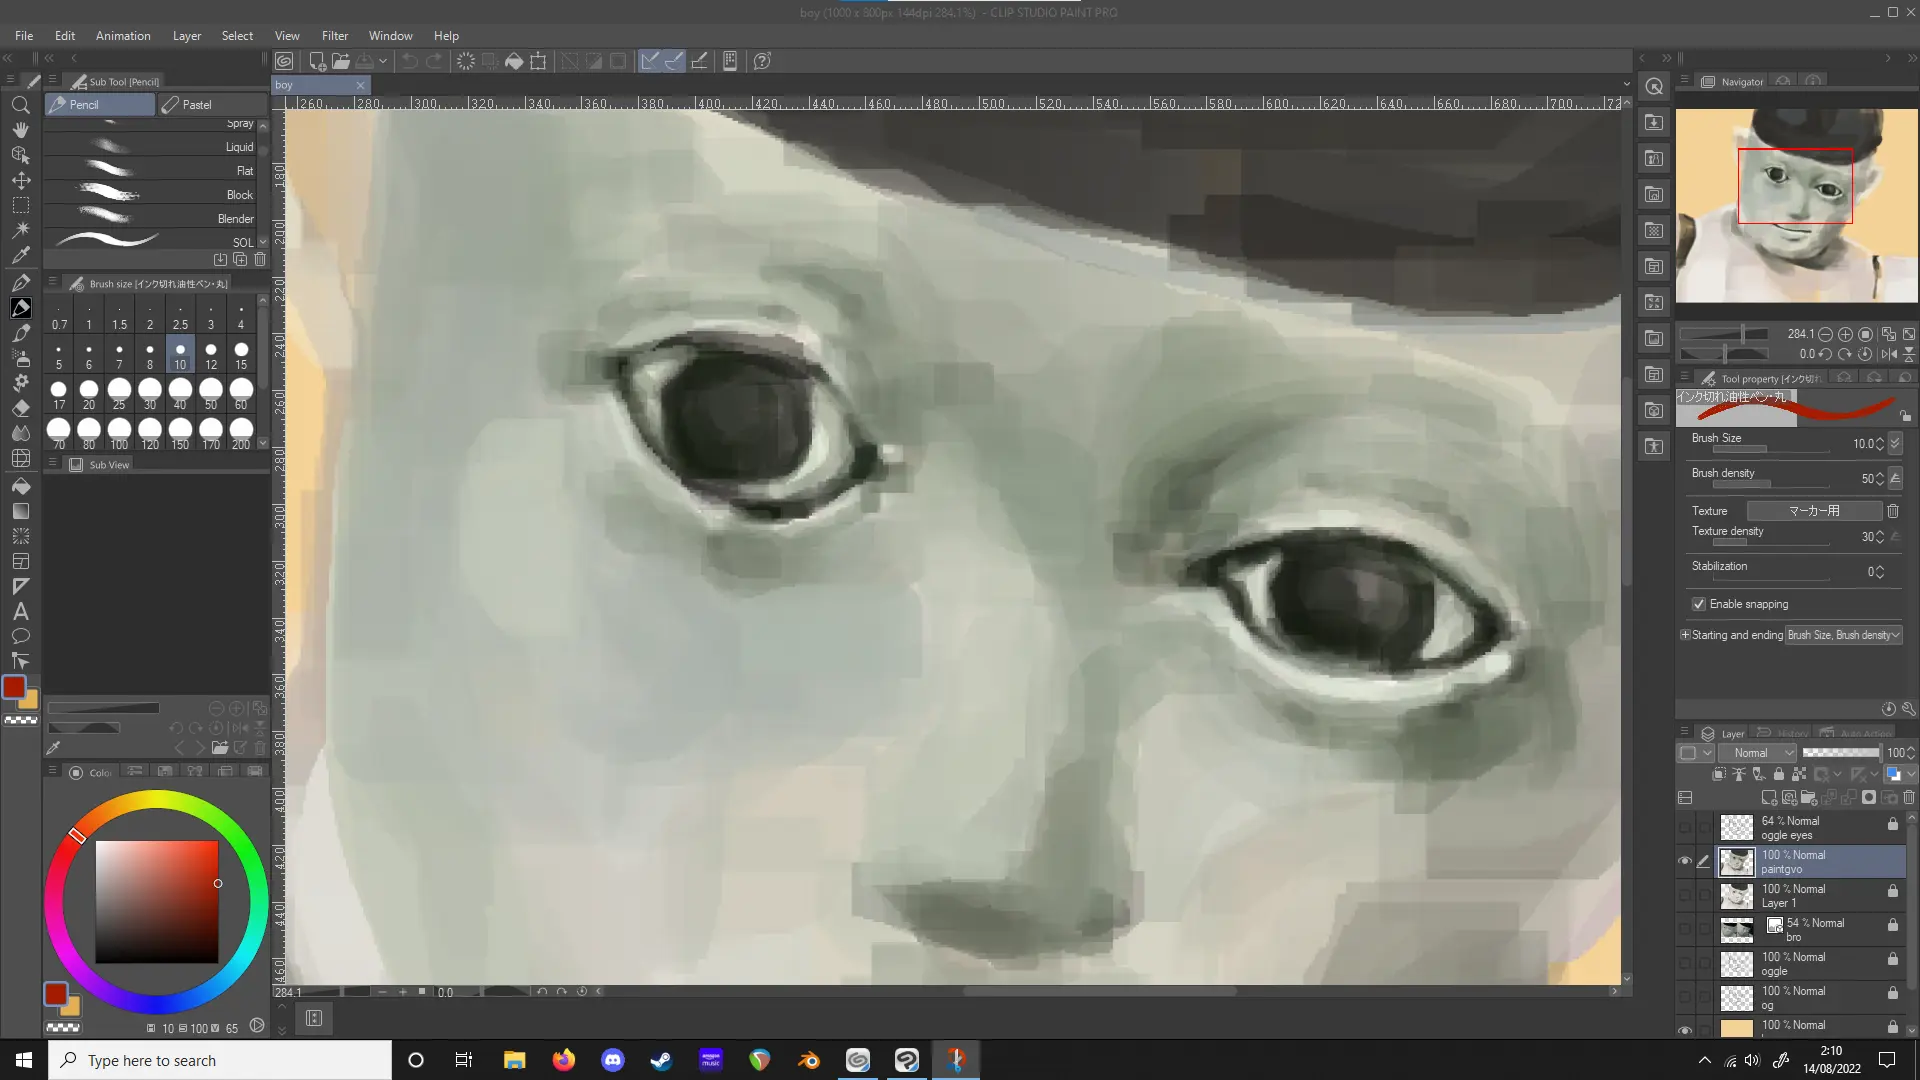 boy (1000 x 800px 144dpi 284.1%) - CLIP STUDIO PAINT PRO
File Edit Animation Layer Select View Filter Window Help
Sub Tool [Pencil]
Pencil Pastel
Spray
Liquid
Flat
Block
Blender
SOL
Brush size [インク切れ油性ペン・丸]
0.7 1 1.5 2 2.5 3 4
5 6 7 8 10 12 15
17 20 25 30 40 50 60
70 80 100 120 150 170 200
Sub View
Colo
10 100 65
boy
260 280 300 320 340 360 380 400 420 440 460 480 500 520 540 560 580 600 620 640 660 680 700 72
180
200
220
240
260
280
300
320
340
360
380
400
420
440
460
284.1 0.0
Navigator
284.1
0.0
Tool property [インク切れ
インク切れ油性ペン・丸
Brush Size 10.0
Brush density 50
Texture マーカー用
Texture density 30
Stabilization 0
Enable snapping
Starting and ending Brush Size, Brush density
Layer History Auto Action
Normal 100
64 % Normal
oggle eyes
100 % Normal
paintgvo
100 % Normal
Layer 1
54 % Normal
bro
100 % Normal
oggle
100 % Normal
og
100 % Normal
Type here to search
amazon
music
2:10
14/08/2022